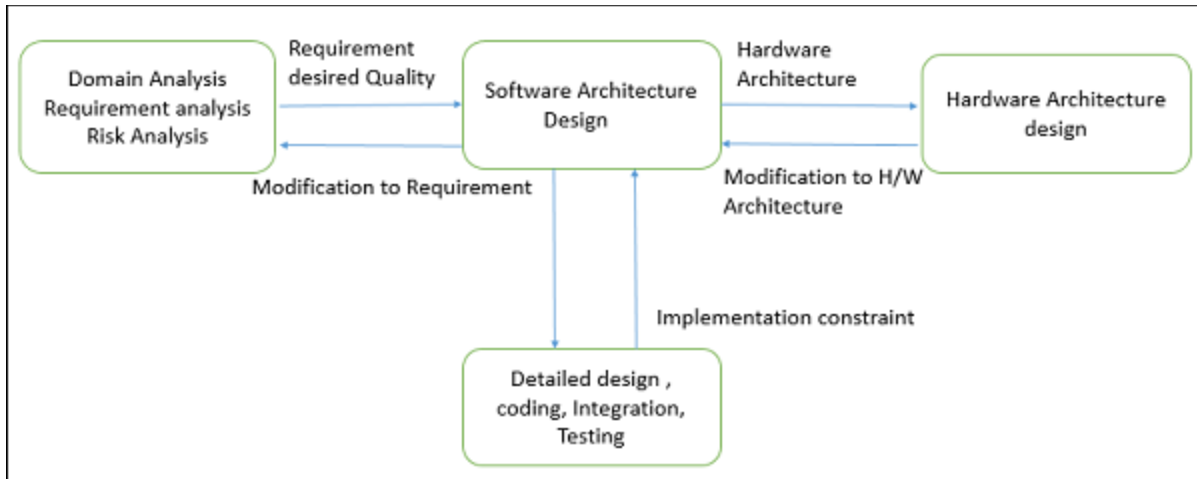 Domain Analysis
Requirement analysis
Risk Analysis
Requirement
desired Quality
Modification to Requirement
Software Architecture
Design
Hardware
Architecture
Modification to H/W
Architecture
Hardware Architecture
design
Implementation constraint
Detailed design ,
coding, Integration,
Testing